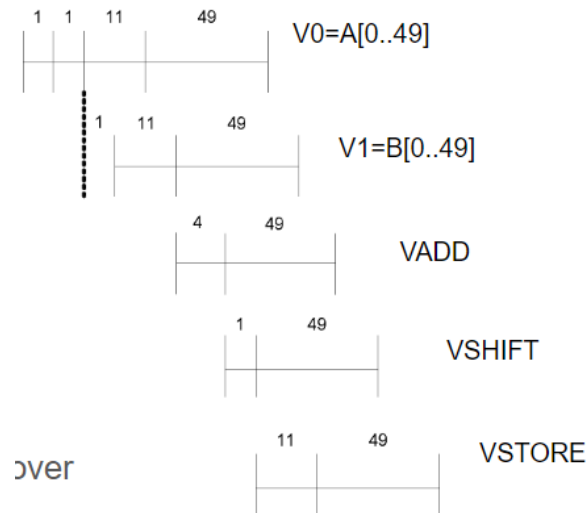 1 1 11 49 V0=A[0..49]
1 11 49 V1=B[0..49]
4 49 VADD
1 49 VSHIFT
11 49 VSTORE
over